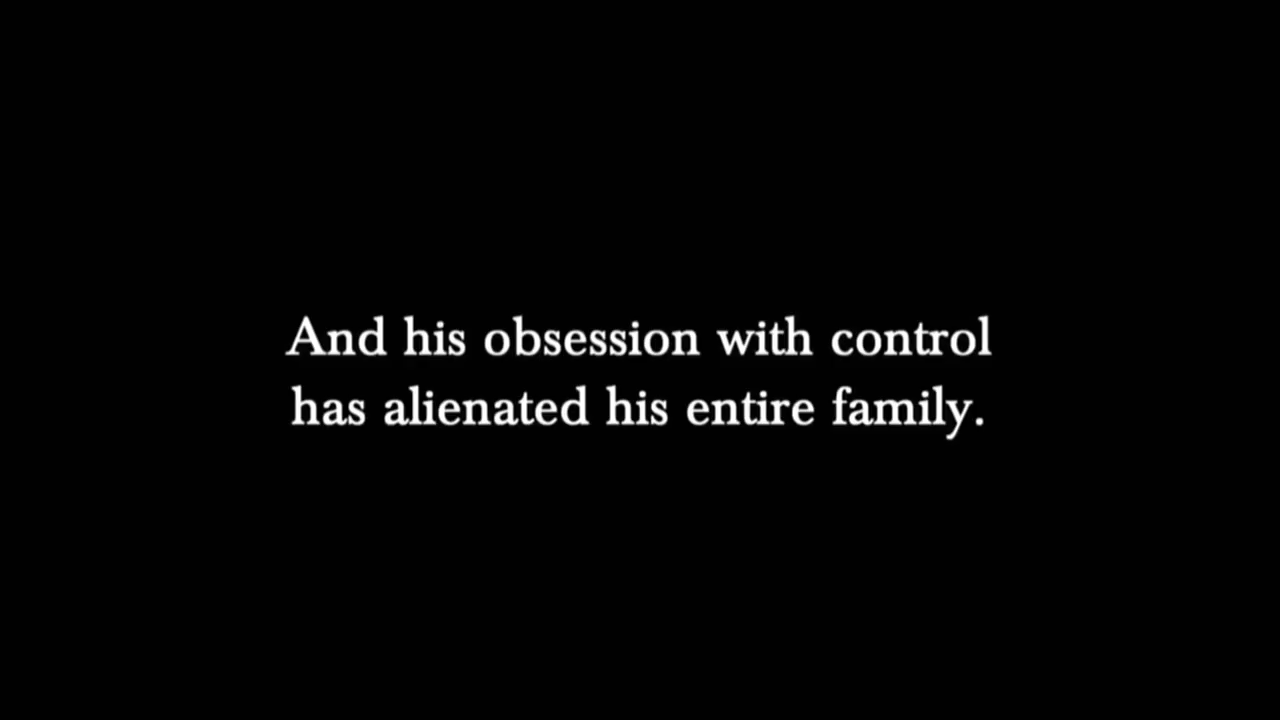 And his obsession with control
has alienated his entire family.